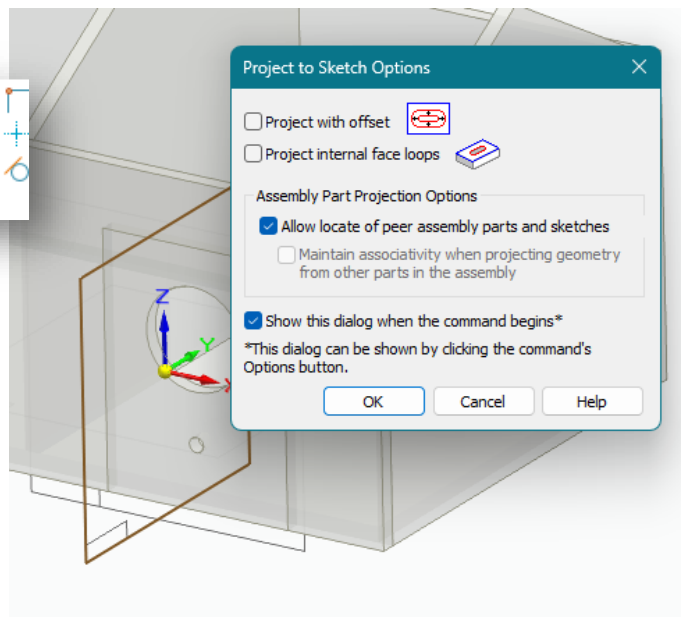 Project to Sketch Options
Project with offset
Project internal face loops
Assembly Part Projection Options
Allow locate of peer assembly parts and sketches
Maintain associativity when projecting geometry
from other parts in the assembly
Show this dialog when the command begins*
*This dialog can be shown by clicking the command's
Options button.
OK Cancel Help
Z
Y
X